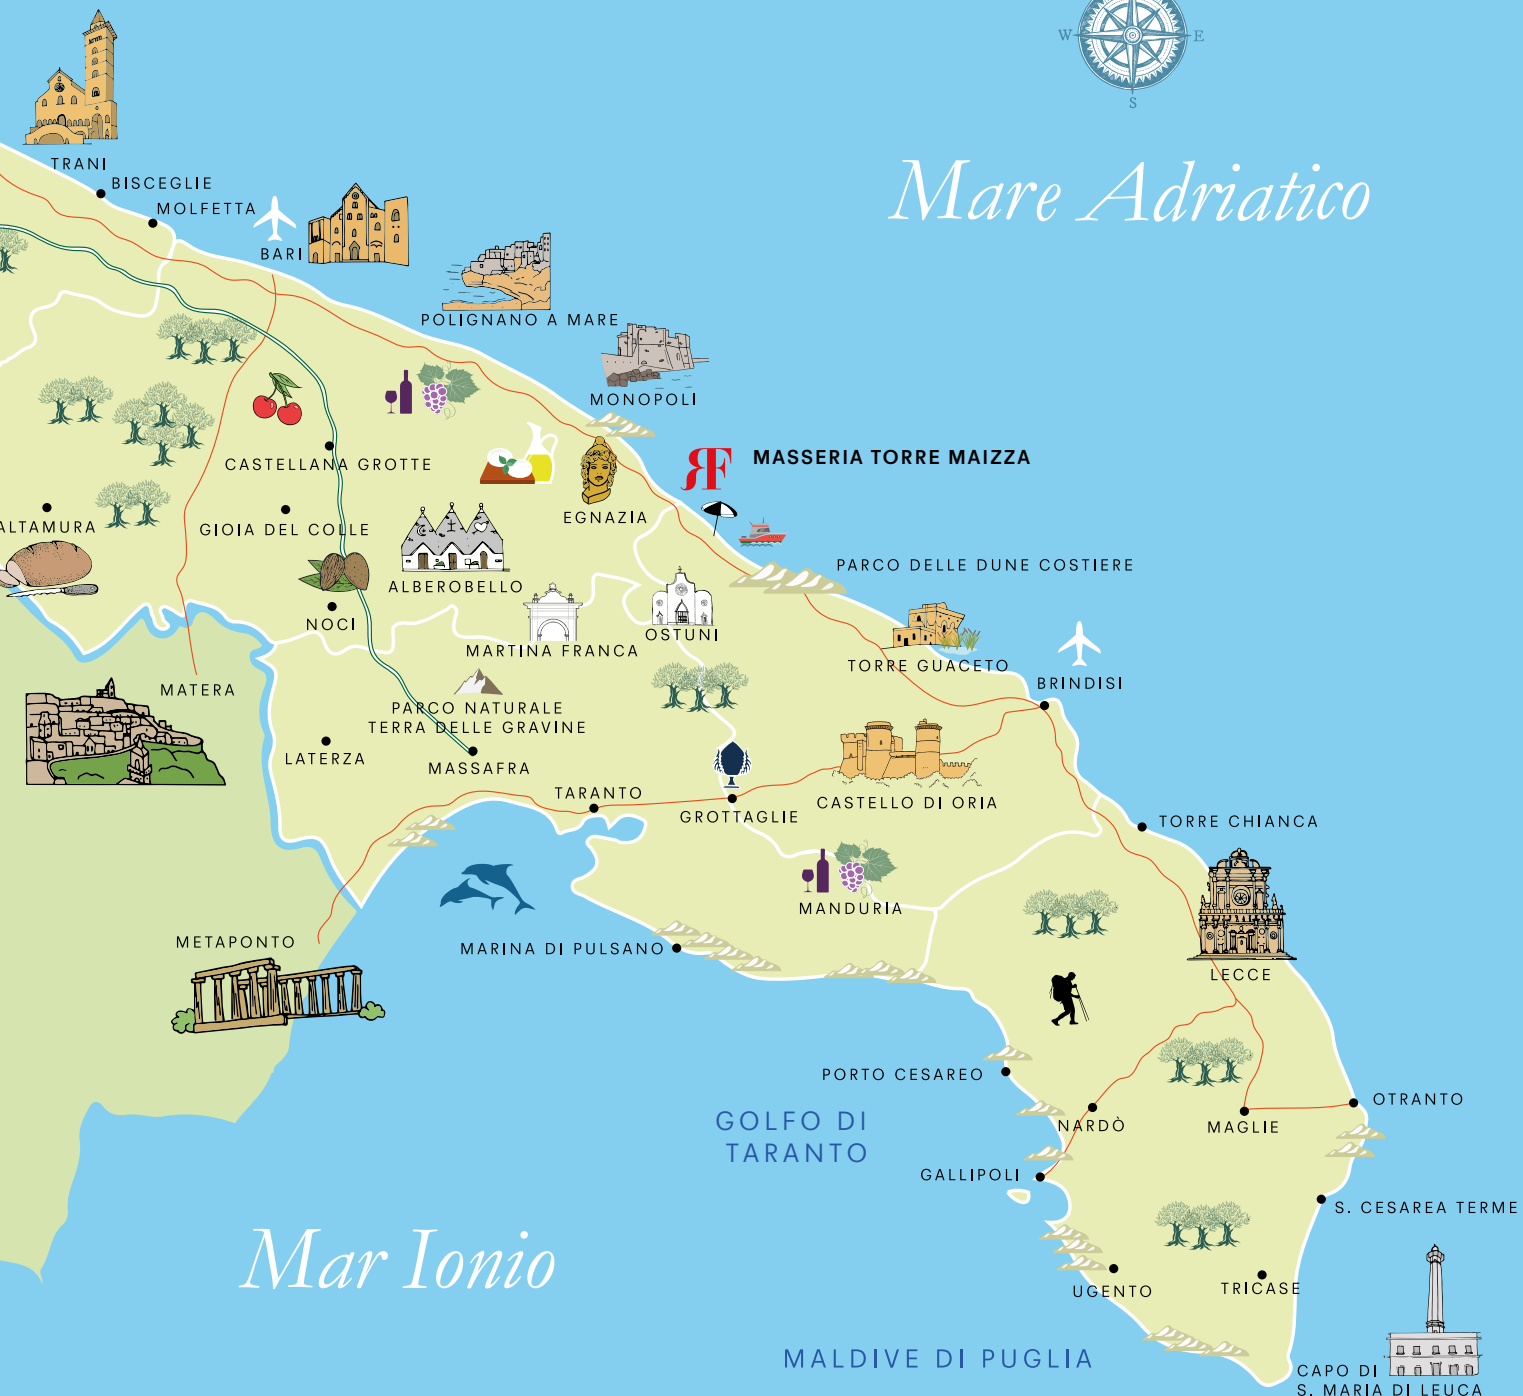 W
E
S
Mare Adriatico
TRANI
BISCEGLIE
MOLFETTA
BARI
POLIGNANO A MARE
MONOPOLI
RF MASSERIA TORRE MAIZZA
CASTELLANA GROTTE
EGNAZIA
ALTAMURA
GIOIA DEL COLLE
PARCO DELLE DUNE COSTIERE
ALBEROBELLO
NOCI
OSTUNI
MARTINA FRANCA
TORRE GUACETO
BRINDISI
MATERA
PARCO NATURALE
TERRA DELLE GRAVINE
LATERZA
MASSAFRA
TARANTO
GROTTAGLIE
CASTELLO DI ORIA
TORRE CHIANCA
MANDURIA
METAPONTO
MARINA DI PULSANO
LECCE
PORTO CESAREO
GOLFO DI
TARANTO
NARDÒ
MAGLIE
OTRANTO
GALLIPOLI
S. CESAREA TERME
Mar Ionio
UGENTO
TRICASE
MALDIVE DI PUGLIA
CAPO DI
S. MARIA DI LEUCA